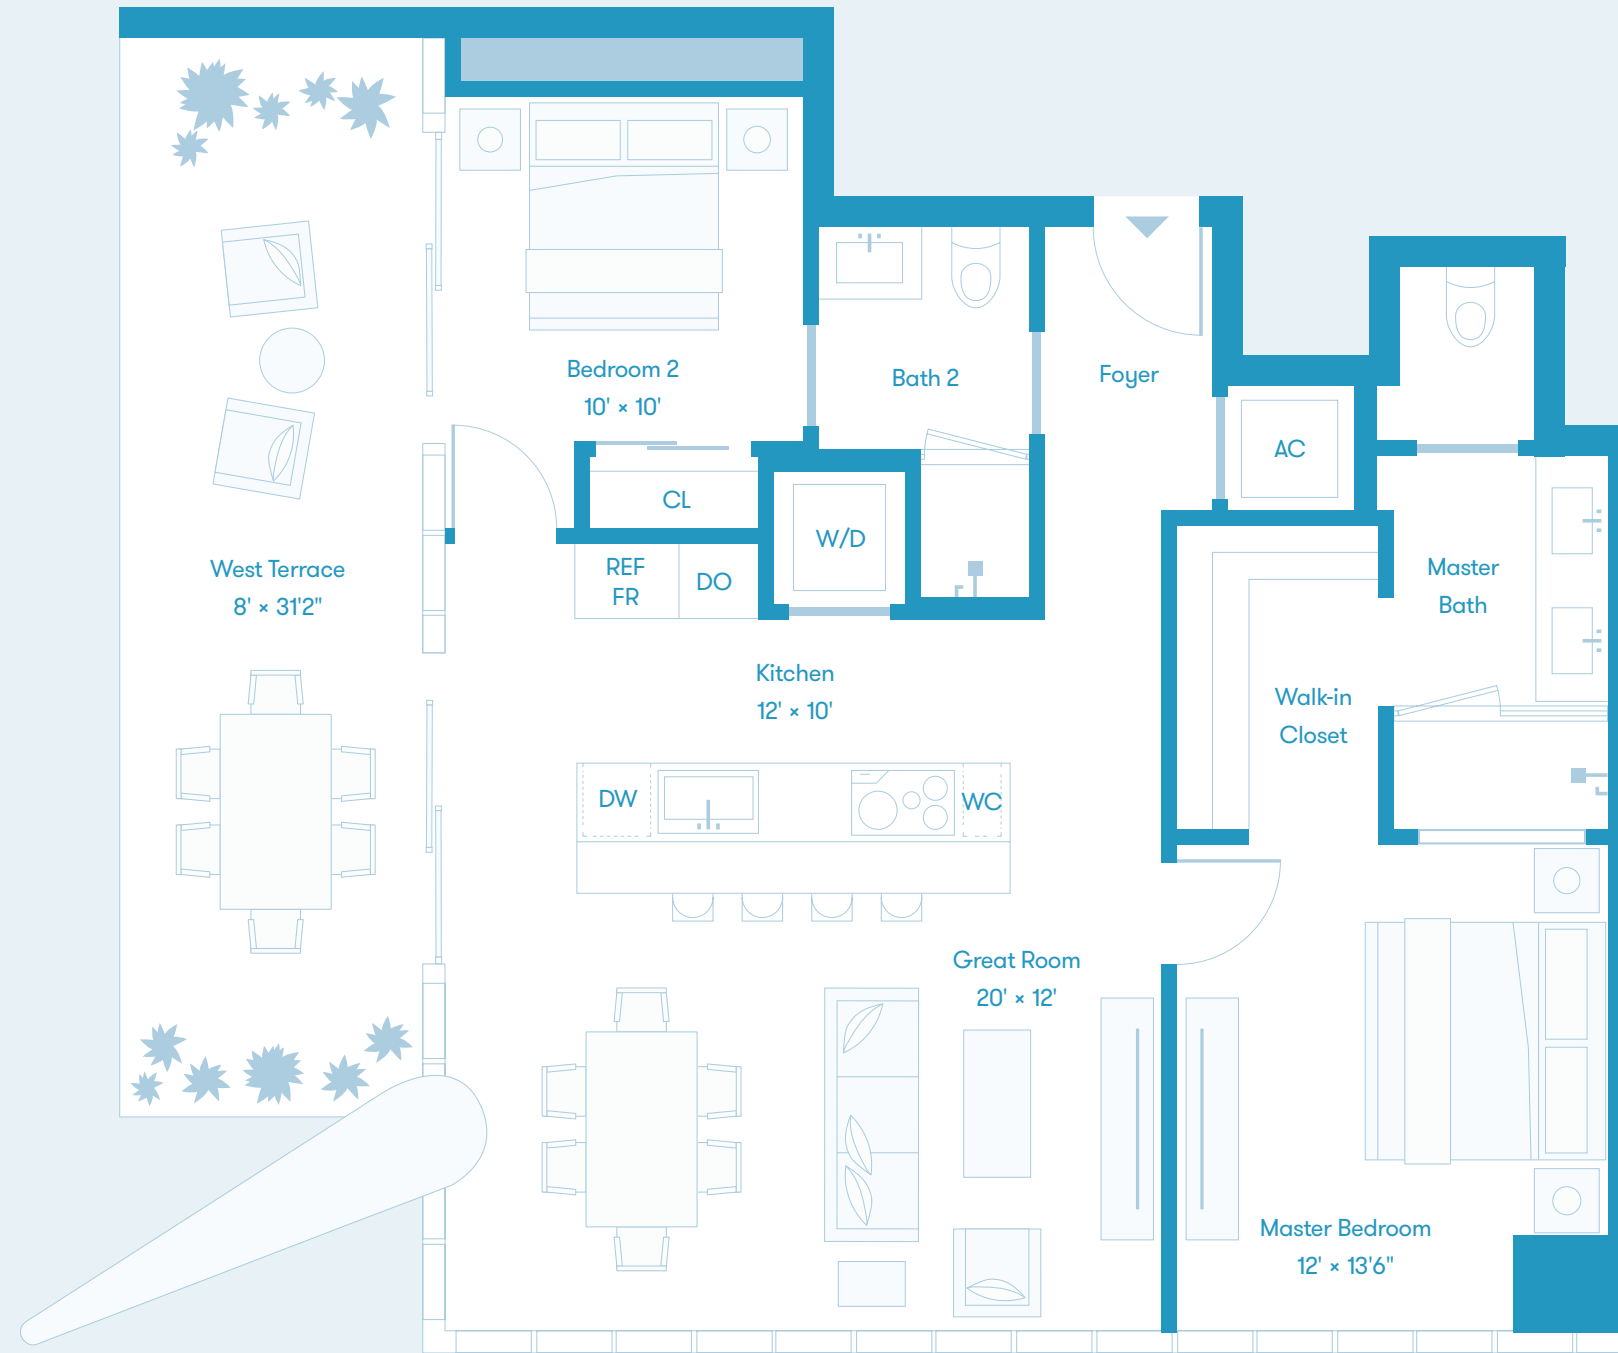 Bedroom 2
10' × 10'
Bath 2
Foyer
AC
CL
W/D
REF
FR
DO
West Terrace
8' × 31'2"
Master
Bath
Kitchen
12' × 10'
Walk-in
Closet
DW
WC
Great Room
20' × 12'
Master Bedroom
12' × 13'6"